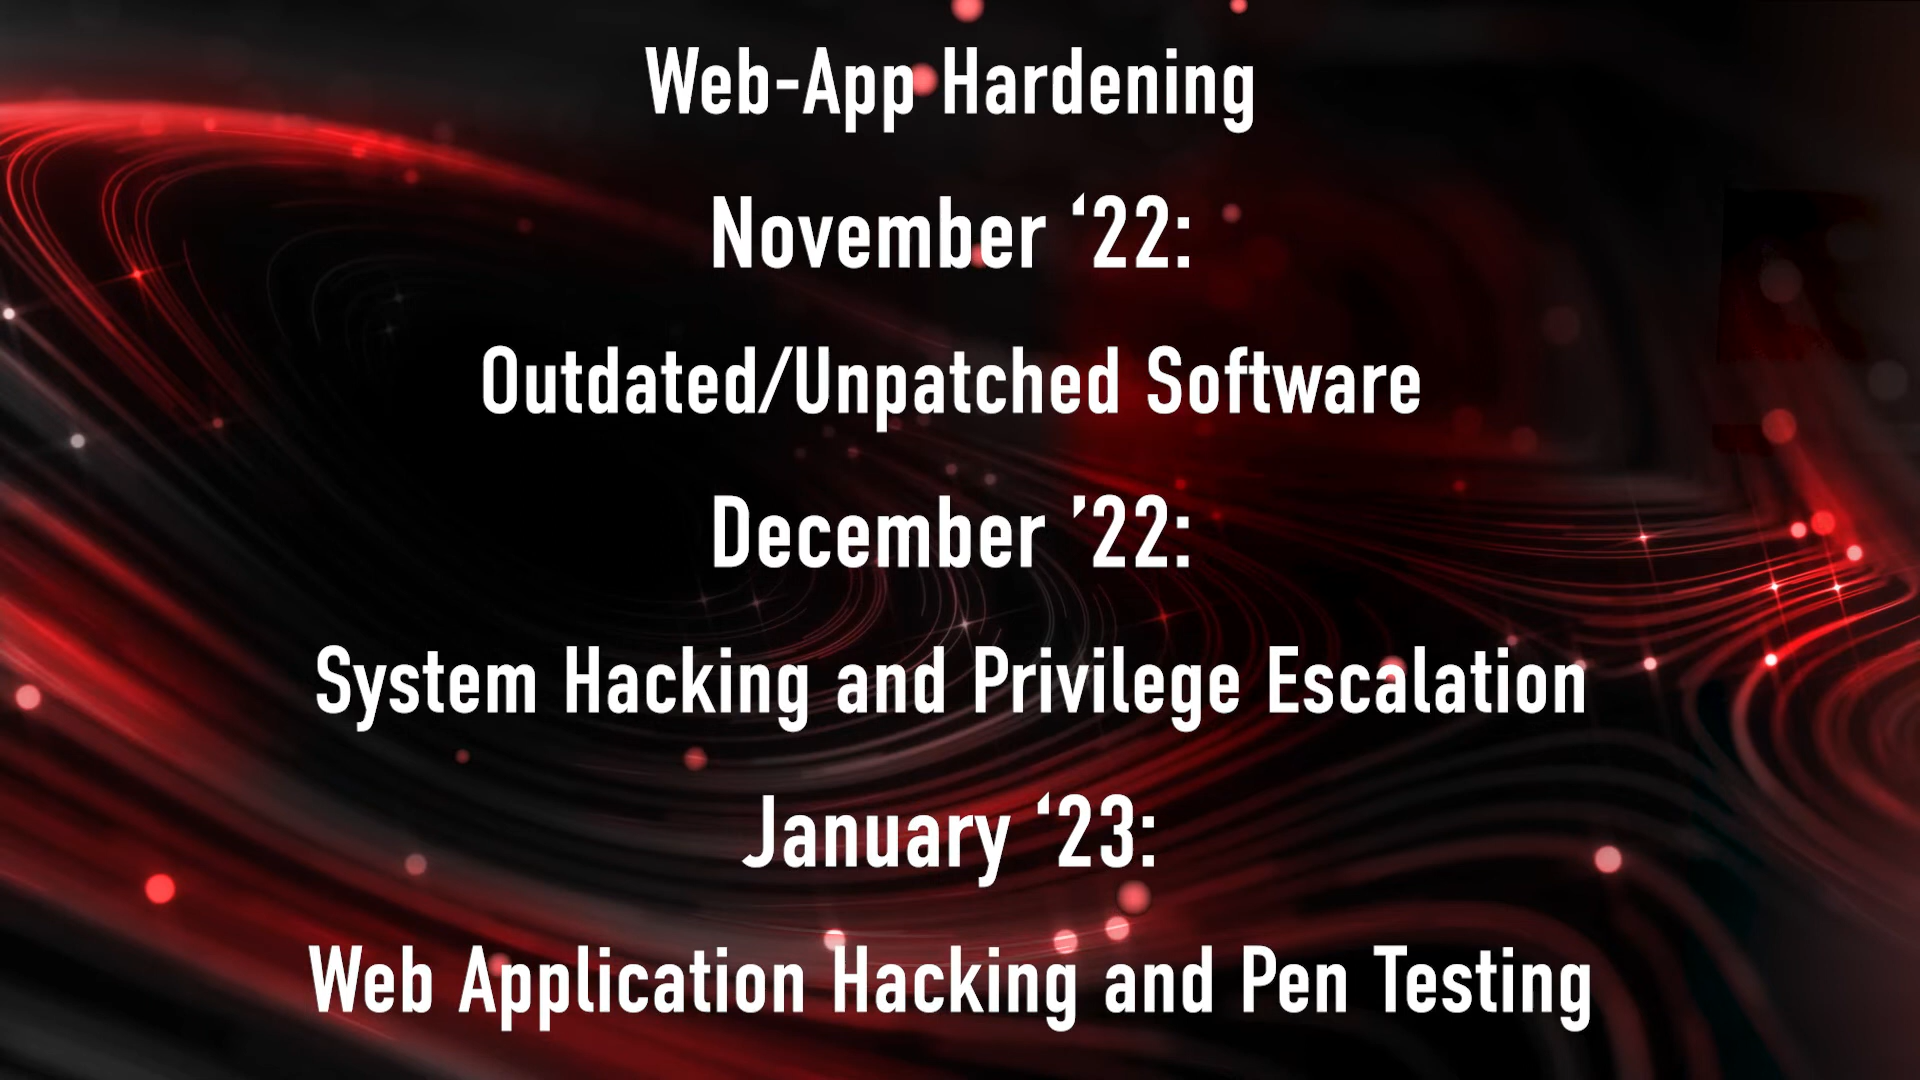 Web-App Hardening
November ‘22:
Outdated/Unpatched Software
December ’22:
System Hacking and Privilege Escalation
January ‘23:
Web Application Hacking and Pen Testing